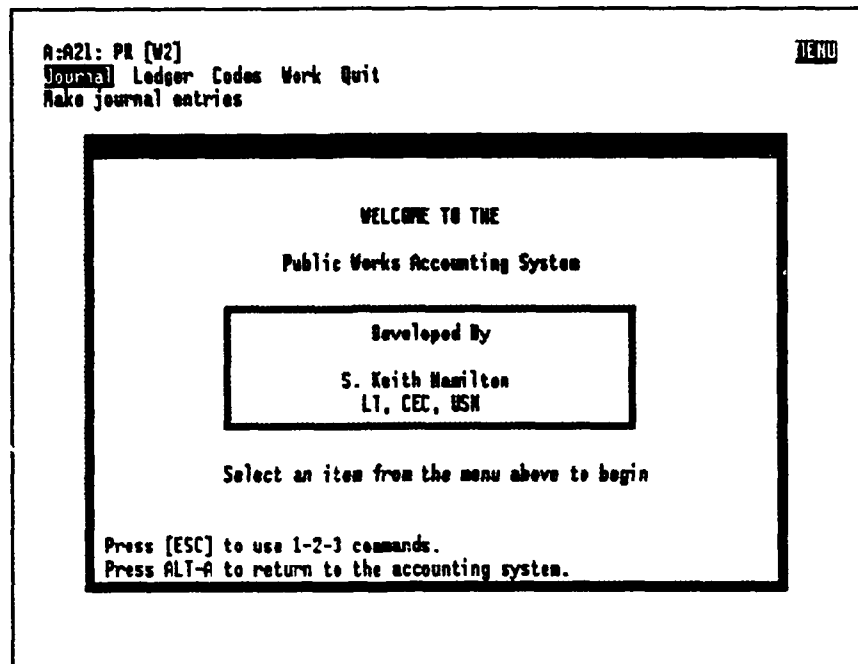 A:A21: PR [W2] MENU
Journal Ledger Codes Work Quit
Make journal entries
WELCOME TO THE
Public Works Accounting System
Developed By
S. Keith Hamilton
LT, CEC, USN
Select an item from the menu above to begin
Press [ESC] to use 1-2-3 commands.
Press ALT-A to return to the accounting system.